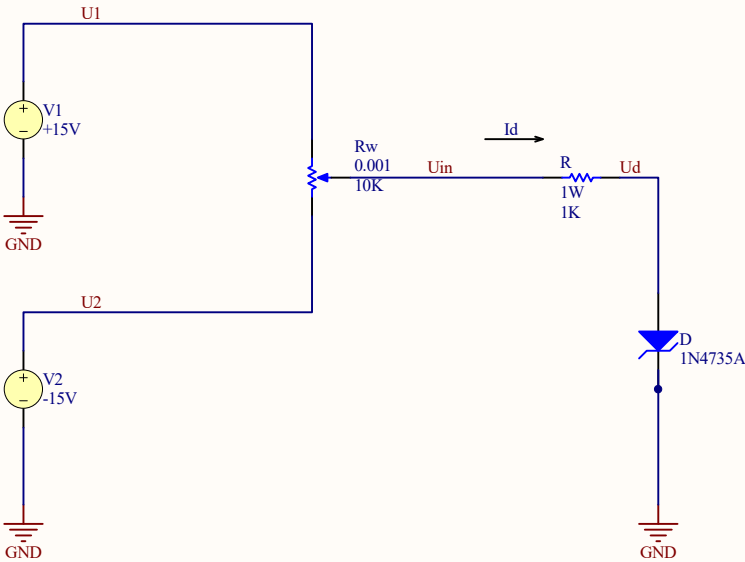 U1
+
V1
−
+15V
GND
Id
Rw
0.001
10K
Uin
R
1W
1K
Ud
U2
+
V2
−
-15V
GND
D
1N4735A
GND